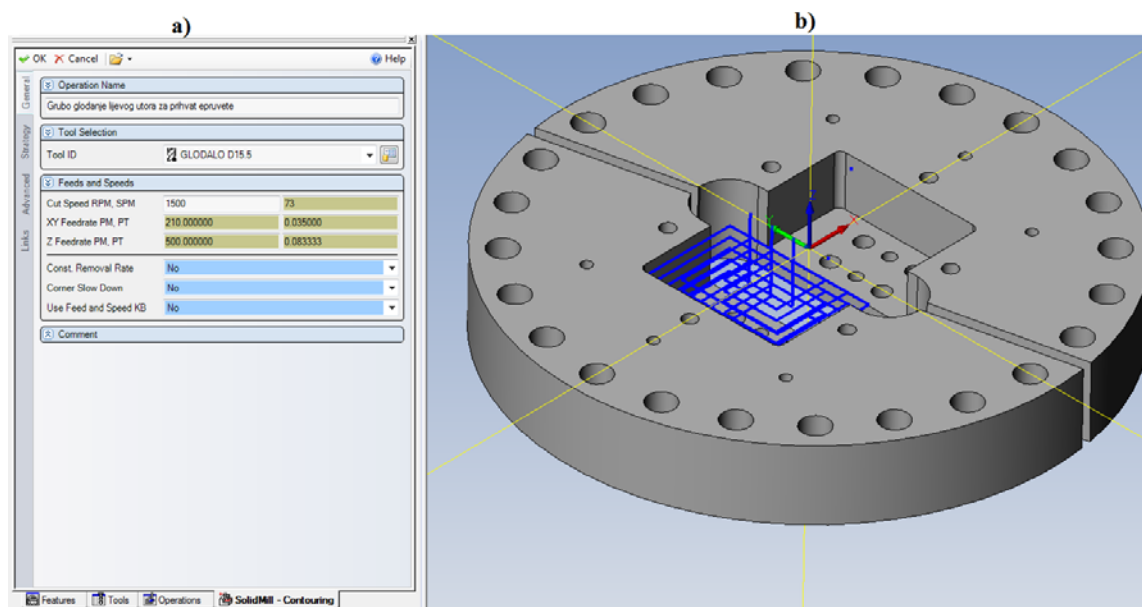 a)
b)
OK Cancel Help
General
Strategy
Advanced
Links
Operation Name
Grubo glodanje lijevog utora za prihvat epruvete
Tool Selection
Tool ID GLODALO D15.5
Feeds and Speeds
Cut Speed RPM, SPM 1500 73
XY Feedrate PM, PT 210.000000 0.035000
Z Feedrate PM, PT 500.000000 0.083333
Const. Removal Rate No
Corner Slow Down No
Use Feed and Speed KB No
Comment
Features Tools Operations SolidMill - Contouring
X
Y
Z